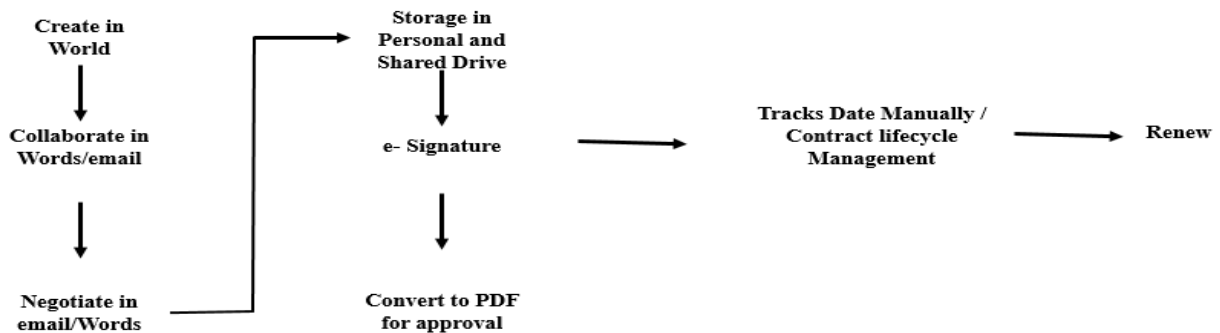 Create in
World
Collaborate in
Words/email
Negotiate in
email/Words
Storage in
Personal and
Shared Drive
e- Signature
Convert to PDF
for approval
Tracks Date Manually /
Contract lifecycle
Management
Renew